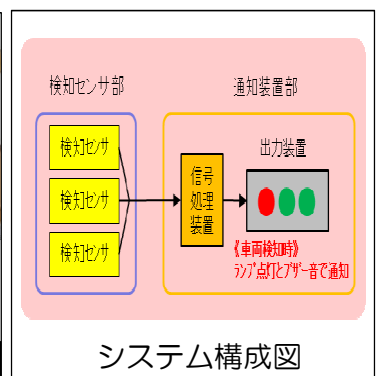 検知センサ部
通知装置部
検知センサ
検知センサ
検知センサ
信号
処理
装置
出力装置
《車両検知時》
ランプ点灯とブザー音で通知
システム構成図